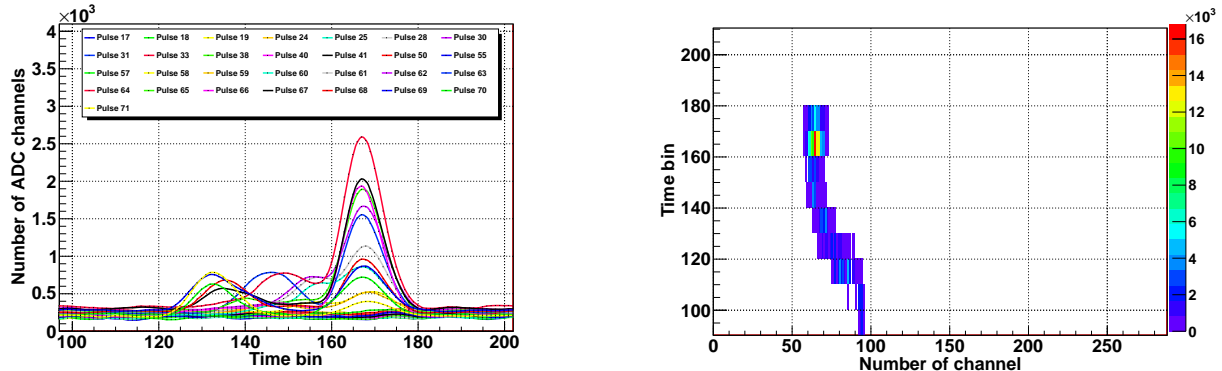 ×10³
4
3.5
3
2.5
2
1.5
1
0.5
0
100 120 140 160 180 200
Number of ADC channels
Time bin
Pulse 17 Pulse 18 Pulse 19 Pulse 24 Pulse 25 Pulse 28 Pulse 30
Pulse 31 Pulse 33 Pulse 38 Pulse 40 Pulse 41 Pulse 50 Pulse 55
Pulse 57 Pulse 58 Pulse 59 Pulse 60 Pulse 61 Pulse 62 Pulse 63
Pulse 64 Pulse 65 Pulse 66 Pulse 67 Pulse 68 Pulse 69 Pulse 70
Pulse 71
200
180
160
140
120
100
0 50 100 150 200 250
Time bin
Number of channel
×10³
16
14
12
10
8
6
4
2
0